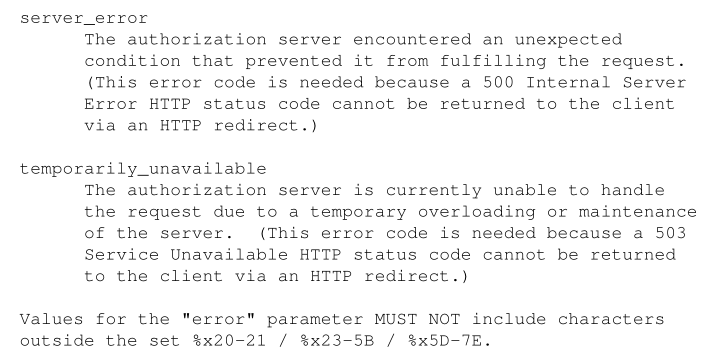 server_error
The authorization server encountered an unexpected
condition that prevented it from fulfilling the request.
(This error code is needed because a 500 Internal Server
Error HTTP status code cannot be returned to the client
via an HTTP redirect.)
temporarily_unavailable
The authorization server is currently unable to handle
the request due to a temporary overloading or maintenance
of the server.  (This error code is needed because a 503
Service Unavailable HTTP status code cannot be returned
to the client via an HTTP redirect.)
Values for the "error" parameter MUST NOT include characters
outside the set %x20-21 / %x23-5B / %x5D-7E.